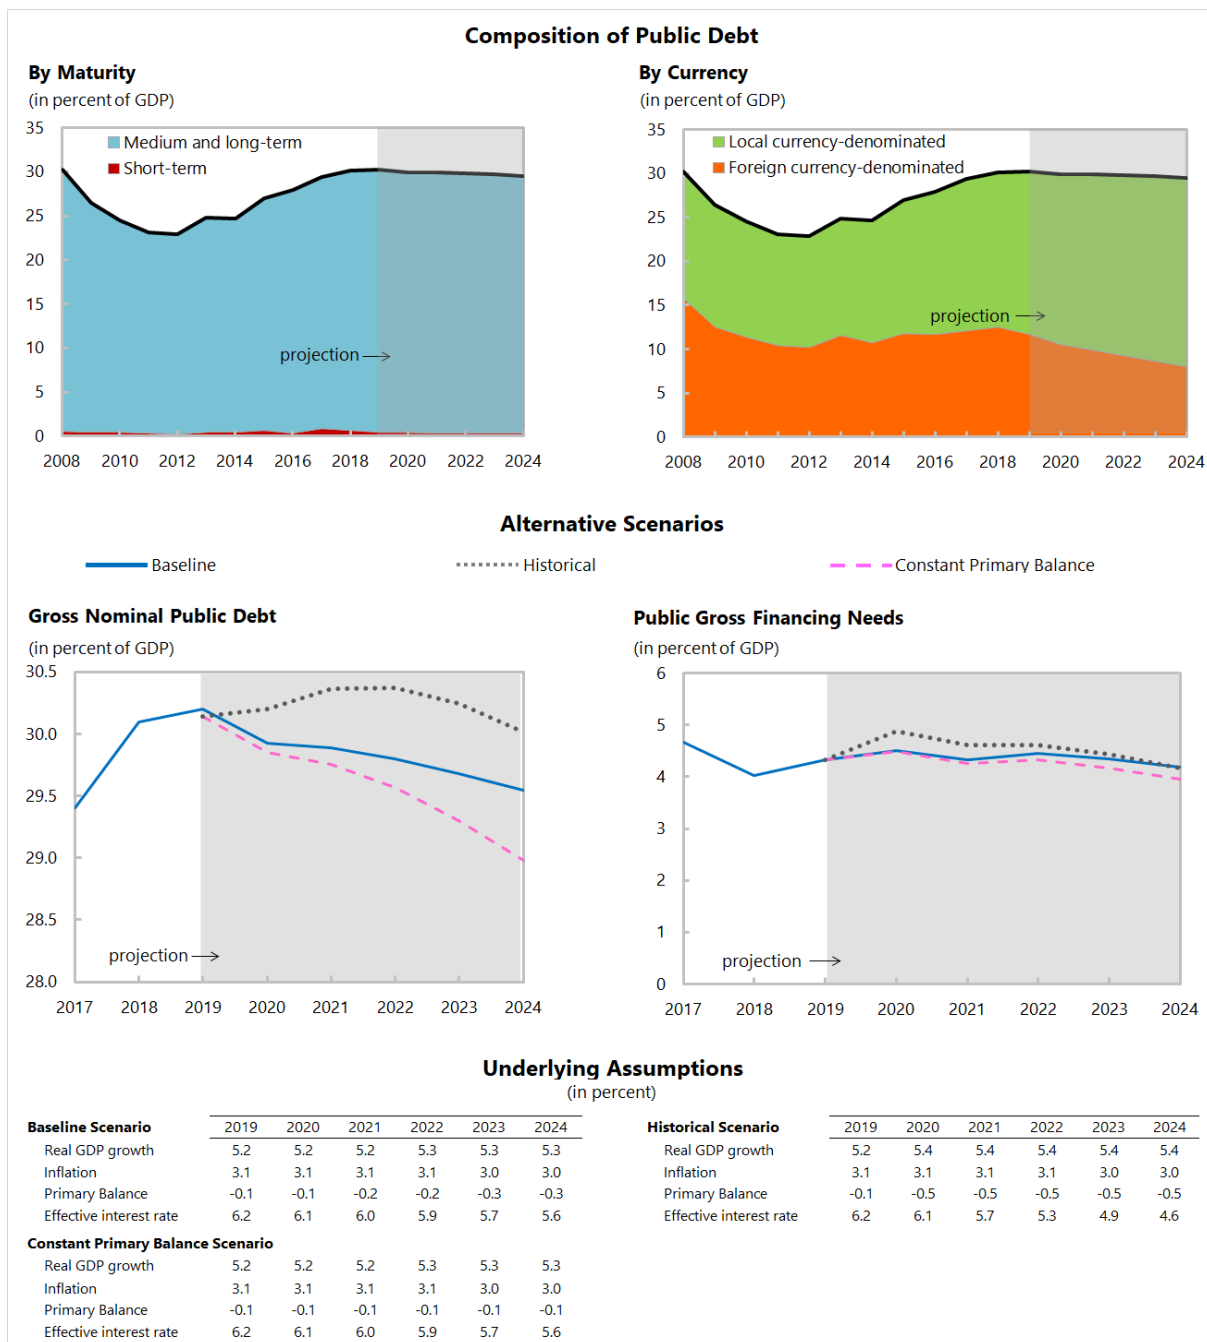 Composition of Public Debt
By Maturity
(in percent of GDP)
35
30
25
20
15
10
5
0
Medium and long-term
Short-term
projection
2008 2010 2012 2014 2016 2018 2020 2022 2024
By Currency
(in percent of GDP)
35
30
25
20
15
10
5
0
Local currency-denominated
Foreign currency-denominated
projection
2008 2010 2012 2014 2016 2018 2020 2022 2024
Alternative Scenarios
Baseline Historical Constant Primary Balance
Gross Nominal Public Debt
(in percent of GDP)
30.5
30.0
29.5
29.0
28.5
28.0
projection
2017 2018 2019 2020 2021 2022 2023 2024
Public Gross Financing Needs
(in percent of GDP)
6
5
4
3
2
1
0
projection
2017 2018 2019 2020 2021 2022 2023 2024
Underlying Assumptions
(in percent)
Baseline Scenario 2019 2020 2021 2022 2023 2024
Real GDP growth 5.2 5.2 5.2 5.3 5.3 5.3
Inflation 3.1 3.1 3.1 3.1 3.0 3.0
Primary Balance -0.1 -0.1 -0.2 -0.2 -0.3 -0.3
Effective interest rate 6.2 6.1 6.0 5.9 5.7 5.6
Constant Primary Balance Scenario
Real GDP growth 5.2 5.2 5.2 5.3 5.3 5.3
Inflation 3.1 3.1 3.1 3.1 3.0 3.0
Primary Balance -0.1 -0.1 -0.1 -0.1 -0.1 -0.1
Effective interest rate 6.2 6.1 6.0 5.9 5.7 5.6
Historical Scenario 2019 2020 2021 2022 2023 2024
Real GDP growth 5.2 5.4 5.4 5.4 5.4 5.4
Inflation 3.1 3.1 3.1 3.1 3.0 3.0
Primary Balance -0.1 -0.5 -0.5 -0.5 -0.5 -0.5
Effective interest rate 6.2 6.1 5.7 5.3 4.9 4.6